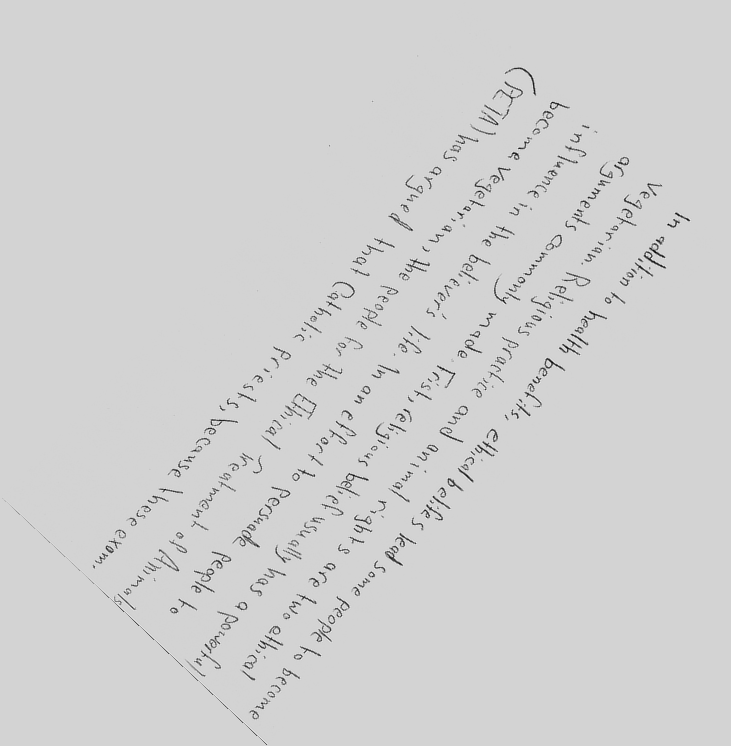 In addition to health benefits, ethical belifes lead some people to become
vegetarian. Religious practice and animal rights are two ethical
arguments commonly made. Frist, religious belief usually has a powerful
influence in the believer's life. In an effort to persuade people to
become vegetarian, the people for the Ethical Treatment of Animals
(PETA) has argued that Catholic Priests, because these exam.